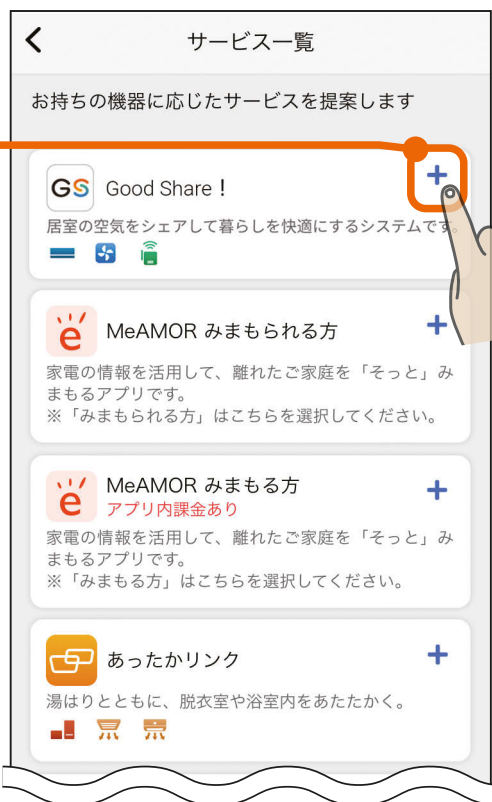 サービス一覧
お持ちの機器に応じたサービスを提案します
GS Good Share！
居室の空気をシェアして暮らしを快適にするシステムです。
é MeAMOR みまもられる方
家電の情報を活用して、離れたご家庭を「そっと」み
まもるアプリです。
※「みまもられる方」はこちらを選択してください。
é MeAMOR みまもる方
アプリ内課金あり
家電の情報を活用して、離れたご家庭を「そっと」み
まもるアプリです。
※「みまもる方」はこちらを選択してください。
あったかリンク
湯はりとともに、脱衣室や浴室内をあたたかく。